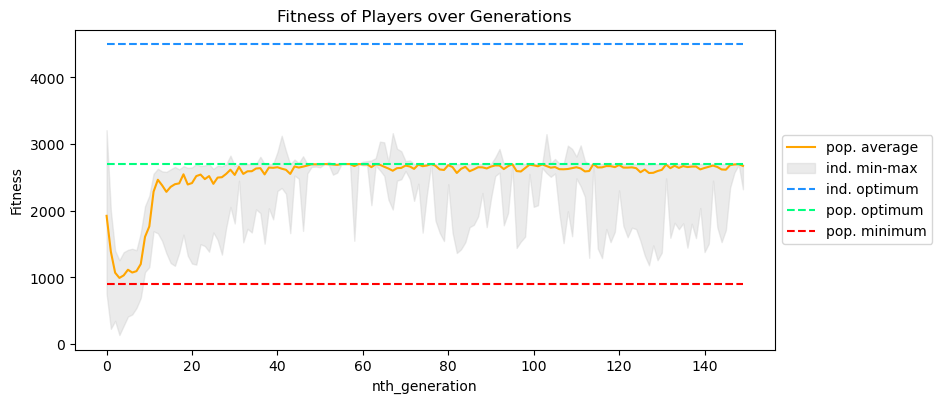 Fitness of Players over Generations
Fitness
4000
3000
2000
1000
0
0 20 40 60 80 100 120 140
nth_generation
pop. average
ind. min-max
ind. optimum
pop. optimum
pop. minimum